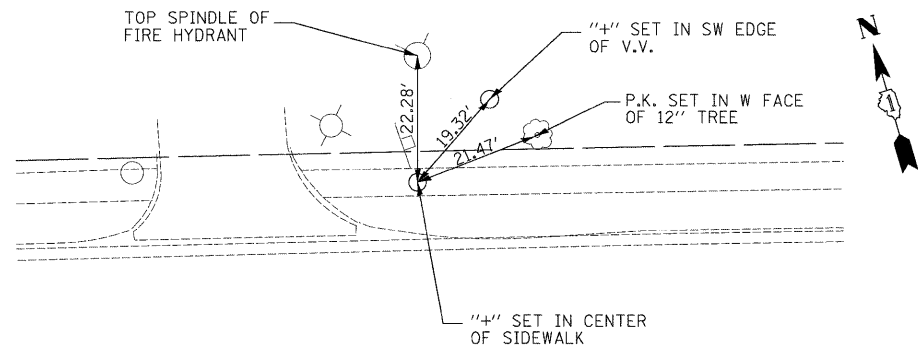 TOP SPINDLE OF
FIRE HYDRANT
"+" SET IN SW EDGE
OF V.V.
N
1
P.K. SET IN W FACE
OF 12" TREE
22.28'
19.32'
21.47'
"+" SET IN CENTER
OF SIDEWALK